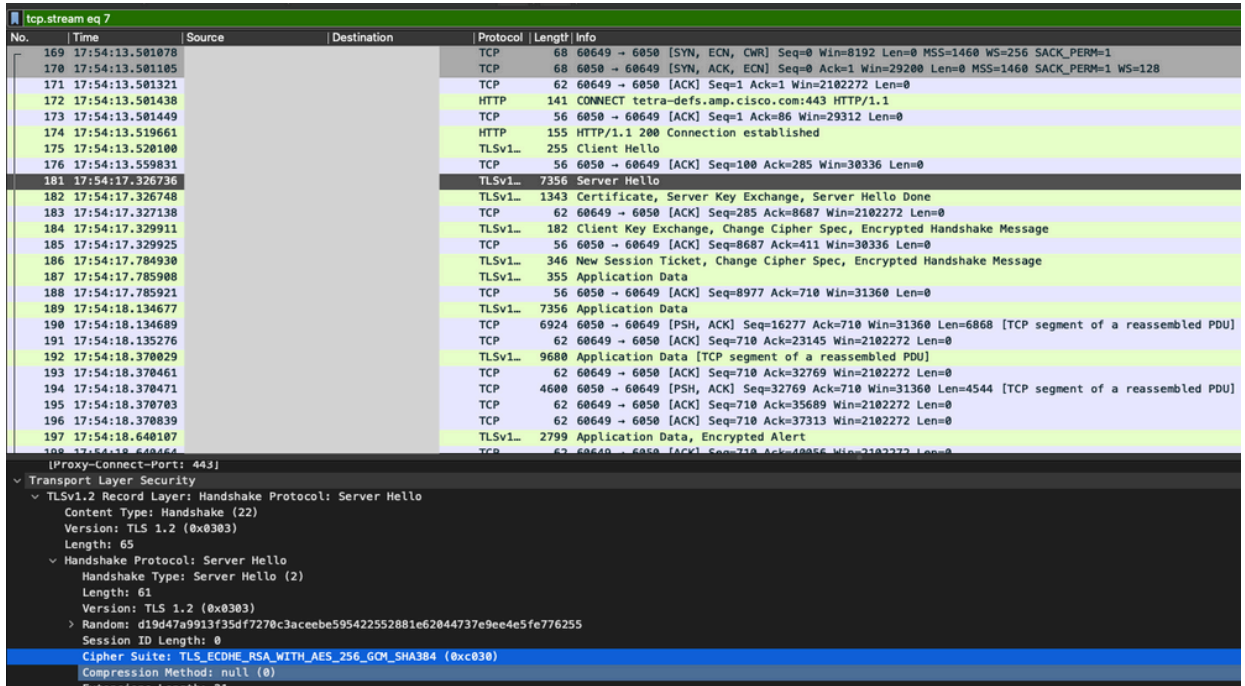 tcp.stream eq 7
No. Time Source Destination Protocol Length Info
169 17:54:13.501078 TCP 68 60649 → 6050 [SYN, ECN, CWR] Seq=0 Win=8192 Len=0 MSS=1460 WS=256 SACK_PERM=1
170 17:54:13.501105 TCP 68 6050 → 60649 [SYN, ACK, ECN] Seq=0 Ack=1 Win=29200 Len=0 MSS=1460 SACK_PERM=1 WS=128
171 17:54:13.501321 TCP 62 60649 → 6050 [ACK] Seq=1 Ack=1 Win=2102272 Len=0
172 17:54:13.501438 HTTP 141 CONNECT tetra-defs.amp.cisco.com:443 HTTP/1.1
173 17:54:13.501449 TCP 56 6050 → 60649 [ACK] Seq=1 Ack=86 Win=29312 Len=0
174 17:54:13.519661 HTTP 155 HTTP/1.1 200 Connection established
175 17:54:13.520100 TLSv1… 255 Client Hello
176 17:54:13.559831 TCP 56 6050 → 60649 [ACK] Seq=100 Ack=285 Win=30336 Len=0
181 17:54:17.326736 TLSv1… 7356 Server Hello
182 17:54:17.326748 TLSv1… 1343 Certificate, Server Key Exchange, Server Hello Done
183 17:54:17.327138 TCP 62 60649 → 6050 [ACK] Seq=285 Ack=8687 Win=2102272 Len=0
184 17:54:17.329911 TLSv1… 182 Client Key Exchange, Change Cipher Spec, Encrypted Handshake Message
185 17:54:17.329925 TCP 56 6050 → 60649 [ACK] Seq=8687 Ack=411 Win=30336 Len=0
186 17:54:17.784930 TLSv1… 346 New Session Ticket, Change Cipher Spec, Encrypted Handshake Message
187 17:54:17.785908 TLSv1… 355 Application Data
188 17:54:17.785921 TCP 56 6050 → 60649 [ACK] Seq=8977 Ack=710 Win=31360 Len=0
189 17:54:18.134677 TLSv1… 7356 Application Data
190 17:54:18.134689 TCP 6924 6050 → 60649 [PSH, ACK] Seq=16277 Ack=710 Win=31360 Len=6868 [TCP segment of a reassembled PDU]
191 17:54:18.135276 TCP 62 60649 → 6050 [ACK] Seq=710 Ack=23145 Win=2102272 Len=0
192 17:54:18.370029 TLSv1… 9680 Application Data [TCP segment of a reassembled PDU]
193 17:54:18.370461 TCP 62 60649 → 6050 [ACK] Seq=710 Ack=32769 Win=2102272 Len=0
194 17:54:18.370471 TCP 4600 6050 → 60649 [PSH, ACK] Seq=32769 Ack=710 Win=31360 Len=4544 [TCP segment of a reassembled PDU]
195 17:54:18.370703 TCP 62 60649 → 6050 [ACK] Seq=710 Ack=35689 Win=2102272 Len=0
196 17:54:18.370839 TCP 62 60649 → 6050 [ACK] Seq=710 Ack=37313 Win=2102272 Len=0
197 17:54:18.640107 TLSv1… 2799 Application Data, Encrypted Alert
198 17:54:18.640464 TCP 62 60649 → 6050 [ACK] Seq=710 Ack=40056 Win=2102272 Len=0
[Proxy-Connect-Port: 443]
Transport Layer Security
TLSv1.2 Record Layer: Handshake Protocol: Server Hello
Content Type: Handshake (22)
Version: TLS 1.2 (0x0303)
Length: 65
Handshake Protocol: Server Hello
Handshake Type: Server Hello (2)
Length: 61
Version: TLS 1.2 (0x0303)
Random: d19d47a9913f35df7270c3aceebe595422552881e62044737e9ee4e5fe776255
Session ID Length: 0
Cipher Suite: TLS_ECDHE_RSA_WITH_AES_256_GCM_SHA384 (0xc030)
Compression Method: null (0)